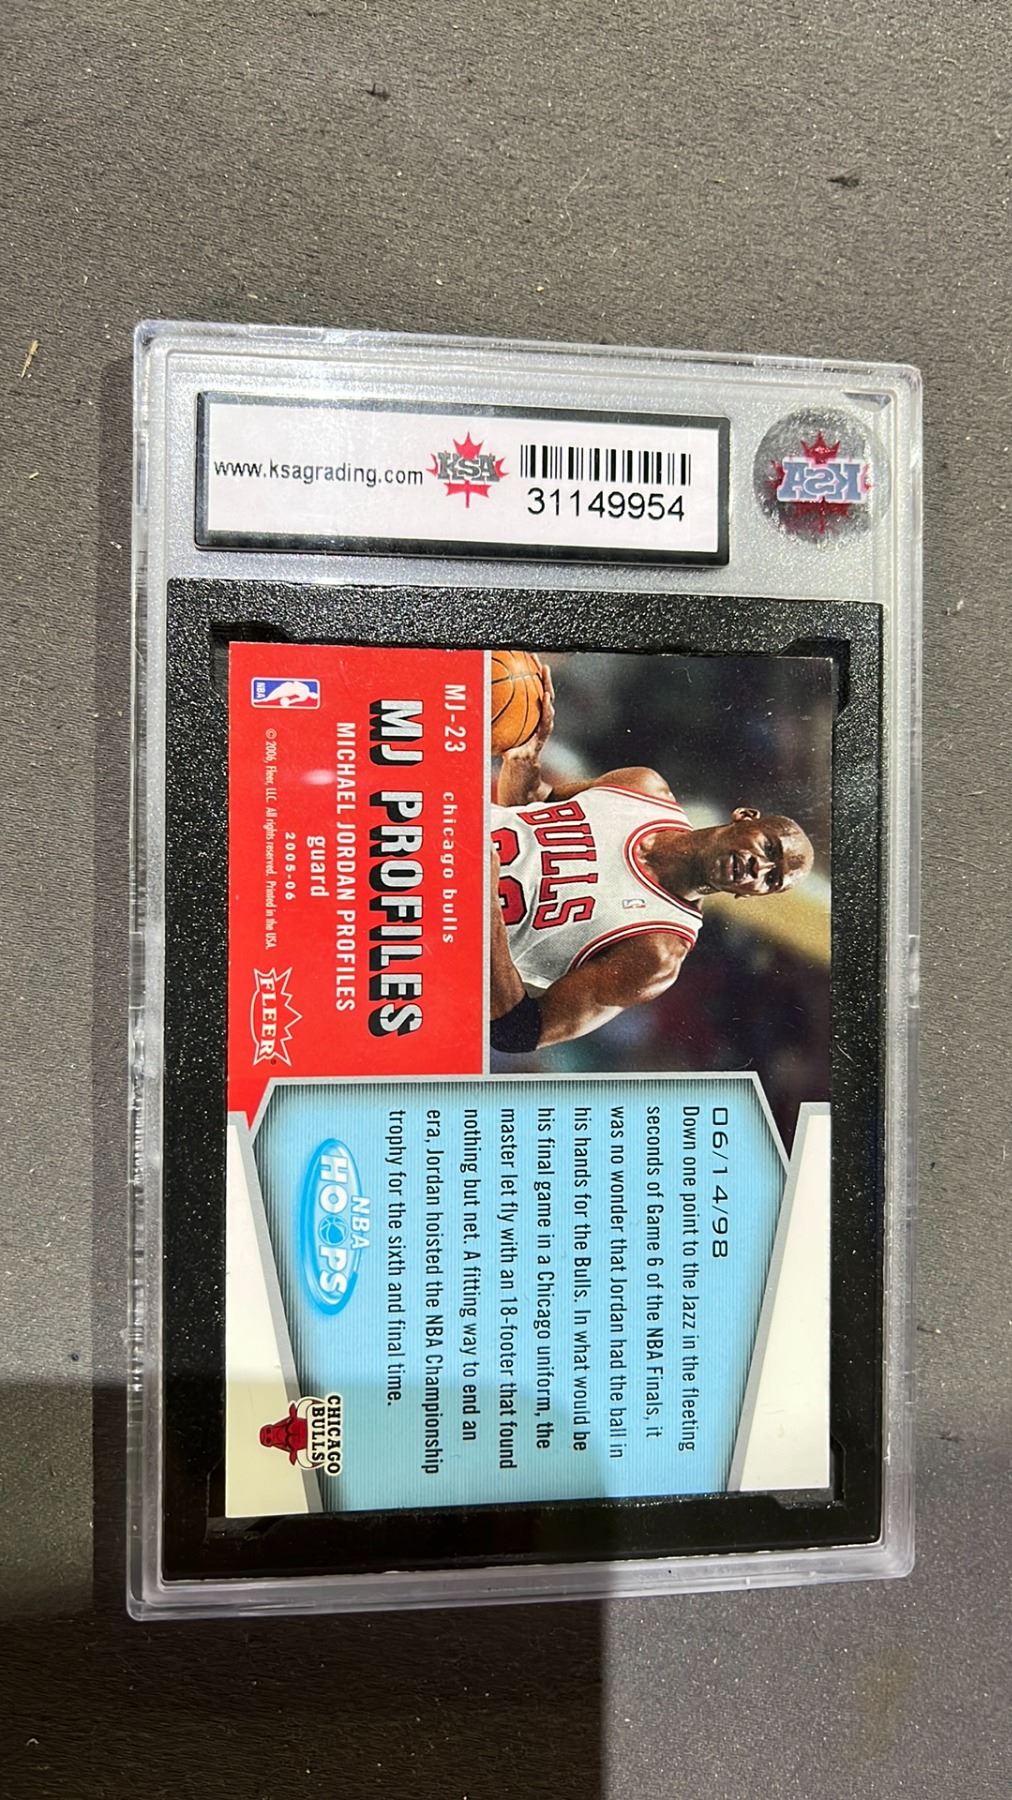 www.ksagrading.com
KSA
31149954
KSA
MJ-23
chicago bulls
MJ PROFILES
MICHAEL JORDAN PROFILES
guard
2005-06
© 2006, Fleer, LLC. All rights reserved. Printed in the USA.
NBA
FLEER
BULLS
06/14/98
Down one point to the Jazz in the fleeting
seconds of Game 6 of the NBA Finals, it
was no wonder that Jordan had the ball in
his hands for the Bulls. In what would be
his final game in a Chicago uniform, the
master let fly with an 18-footer that found
nothing but net. A fitting way to end an
era, Jordan hoisted the NBA Championship
trophy for the sixth and final time.
NBA
HOOPS
CHICAGO
BULLS